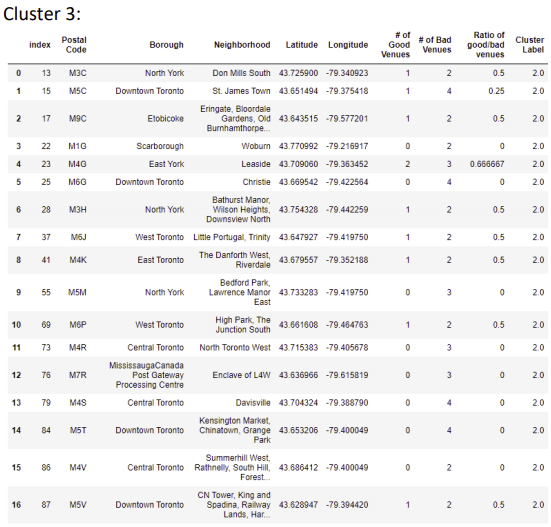 Cluster 3:
index Postal Code Borough Neighborhood Latitude Longitude # of Good Venues # of Bad Venues Ratio of good/bad venues Cluster Label
0 13 M3C North York Don Mills South 43.725900 -79.340923 1 2 0.5 2.0
1 15 M5C Downtown Toronto St. James Town 43.651494 -79.375418 1 4 0.25 2.0
2 17 M9C Etobicoke Eringate, Bloordale Gardens, Old Burnhamthorpe... 43.643515 -79.577201 1 2 0.5 2.0
3 22 M1G Scarborough Woburn 43.770992 -79.216917 0 2 0 2.0
4 23 M4G East York Leaside 43.709060 -79.363452 2 3 0.666667 2.0
5 25 M6G Downtown Toronto Christie 43.669542 -79.422564 0 4 0 2.0
6 28 M3H North York Bathurst Manor, Wilson Heights, Downsview North 43.754328 -79.442259 1 2 0.5 2.0
7 37 M6J West Toronto Little Portugal, Trinity 43.647927 -79.419750 1 2 0.5 2.0
8 41 M4K East Toronto The Danforth West, Riverdale 43.679557 -79.352188 1 2 0.5 2.0
9 55 M5M North York Bedford Park, Lawrence Manor East 43.733283 -79.419750 0 3 0 2.0
10 69 M6P West Toronto High Park, The Junction South 43.661608 -79.464763 1 2 0.5 2.0
11 73 M4R Central Toronto North Toronto West 43.715383 -79.405678 0 3 0 2.0
12 76 M7R MississaugaCanada Post Gateway Processing Centre Enclave of L4W 43.636966 -79.615819 0 3 0 2.0
13 79 M4S Central Toronto Davisville 43.704324 -79.388790 0 4 0 2.0
14 84 M5T Downtown Toronto Kensington Market, Chinatown, Grange Park 43.653206 -79.400049 0 4 0 2.0
15 86 M4V Central Toronto Summerhill West, Rathnelly, South Hill, Forest... 43.686412 -79.400049 0 2 0 2.0
16 87 M5V Downtown Toronto CN Tower, King and Spadina, Railway Lands, Har... 43.628947 -79.394420 1 2 0.5 2.0